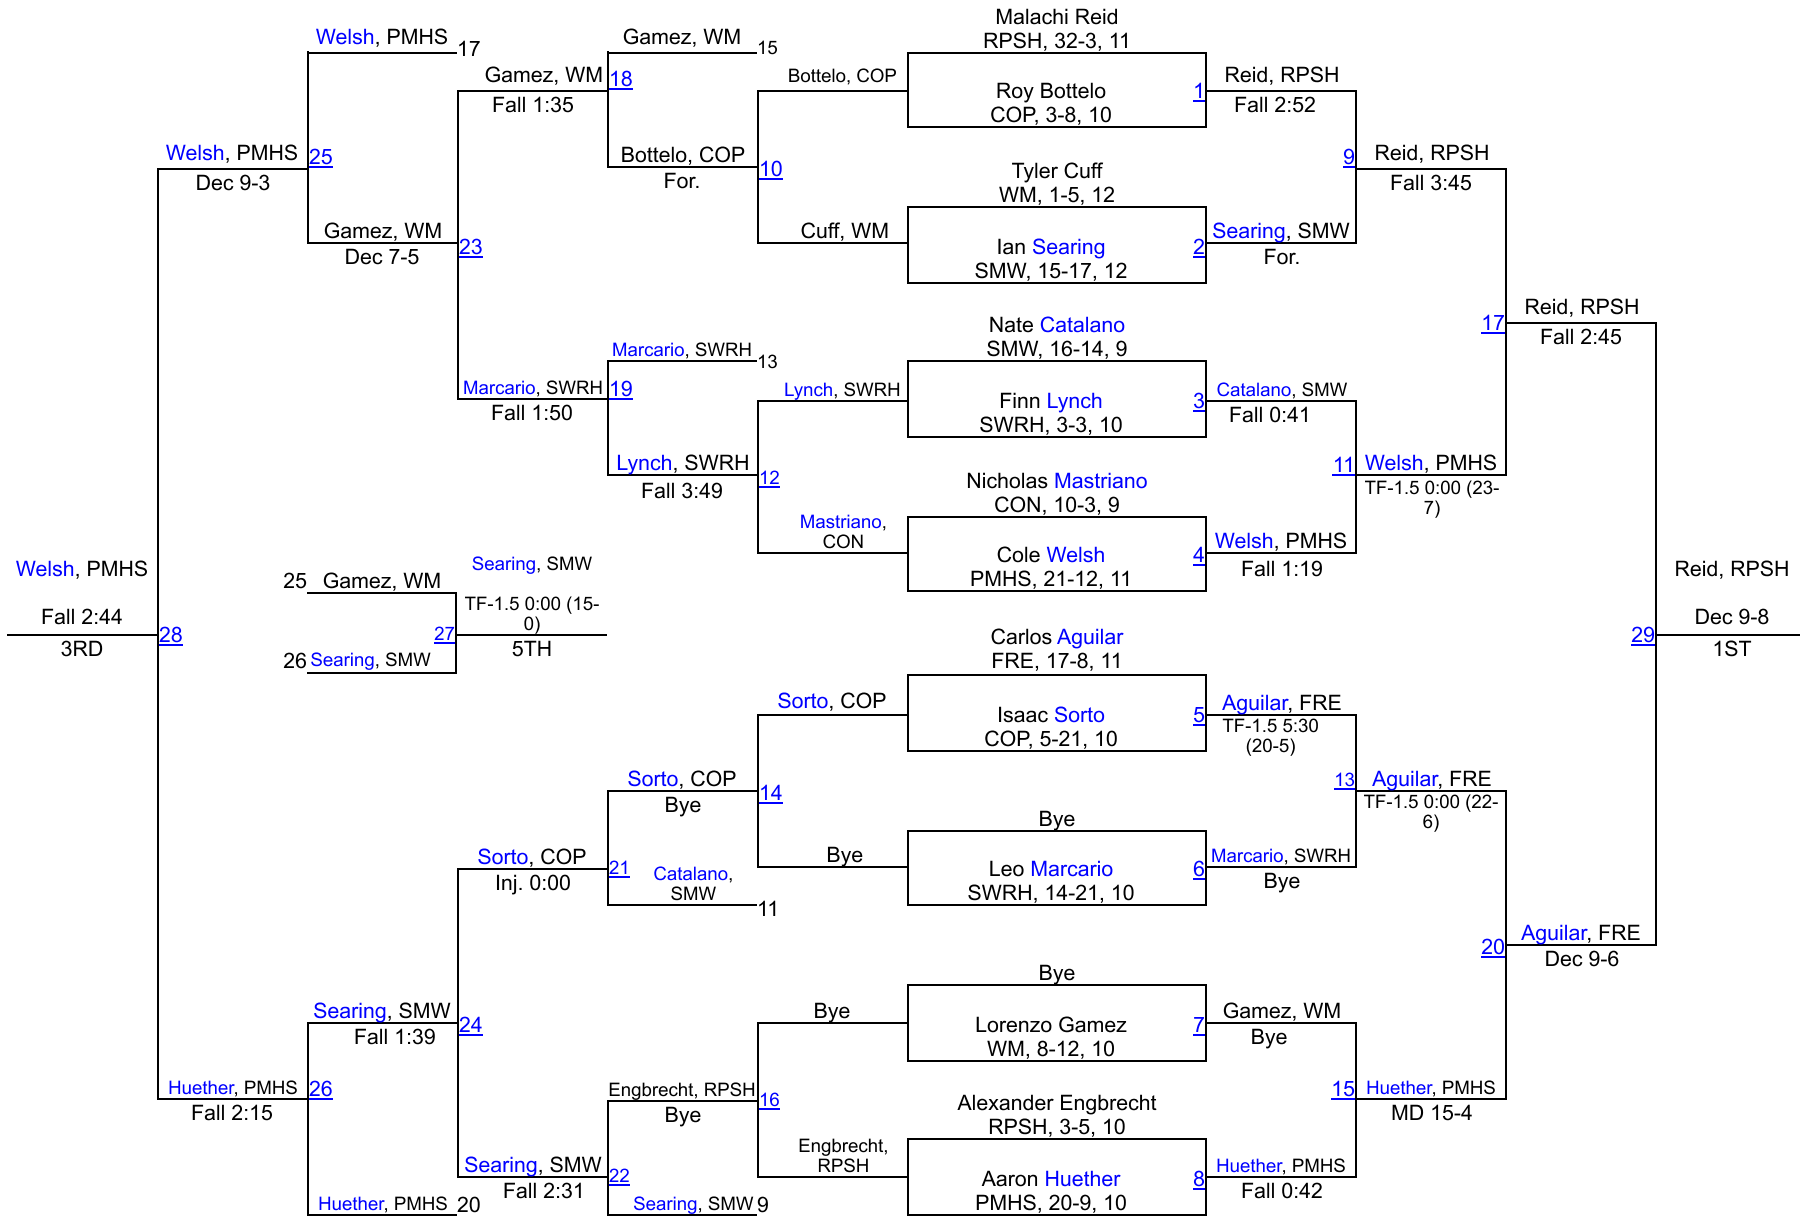 Malachi Reid
RPSH, 32-3, 11
Welsh, PMHS
17
Gamez, WM
15
Gamez, WM
18
Fall 1:35
Bottelo, COP
Roy Bottelo
COP, 3-8, 10
1
Reid, RPSH
Fall 2:52
Welsh, PMHS
25
Dec 9-3
Bottelo, COP
For.
10
Tyler Cuff
WM, 1-5, 12
9
Reid, RPSH
Fall 3:45
Gamez, WM
Dec 7-5
23
Cuff, WM
Ian Searing
SMW, 15-17, 12
2
Searing, SMW
For.
Nate Catalano
SMW, 16-14, 9
17
Reid, RPSH
Fall 2:45
Marcario, SWRH
13
Marcario, SWRH
19
Fall 1:50
Lynch, SWRH
Finn Lynch
SWRH, 3-3, 10
3
Catalano, SMW
Fall 0:41
Lynch, SWRH
Fall 3:49
12
Nicholas Mastriano
CON, 10-3, 9
11
Welsh, PMHS
TF-1.5 0:00 (23-
7)
Mastriano,
CON
Cole Welsh
PMHS, 21-12, 11
4
Welsh, PMHS
Fall 1:19
Welsh, PMHS
Fall 2:44
3RD
28
25
Gamez, WM
26
Searing, SMW
27
Searing, SMW
TF-1.5 0:00 (15-
0)
5TH
Reid, RPSH
29
Dec 9-8
1ST
Carlos Aguilar
FRE, 17-8, 11
Sorto, COP
Isaac Sorto
COP, 5-21, 10
5
Aguilar, FRE
TF-1.5 5:30
(20-5)
Sorto, COP
Bye
14
13
Aguilar, FRE
TF-1.5 0:00 (22-
6)
Bye
Sorto, COP
Inj. 0:00
21
Catalano,
SMW
11
Bye
Leo Marcario
SWRH, 14-21, 10
6
Marcario, SWRH
Bye
20
Aguilar, FRE
Dec 9-6
Bye
Searing, SMW
Fall 1:39
24
Bye
Lorenzo Gamez
WM, 8-12, 10
7
Gamez, WM
Bye
Huether, PMHS
26
Fall 2:15
Engbrecht, RPSH
Bye
16
Alexander Engbrecht
RPSH, 3-5, 10
15
Huether, PMHS
MD 15-4
Engbrecht,
RPSH
Searing, SMW
Fall 2:31
22
Aaron Huether
PMHS, 20-9, 10
8
Huether, PMHS
Fall 0:42
Huether, PMHS
20
Searing, SMW
9